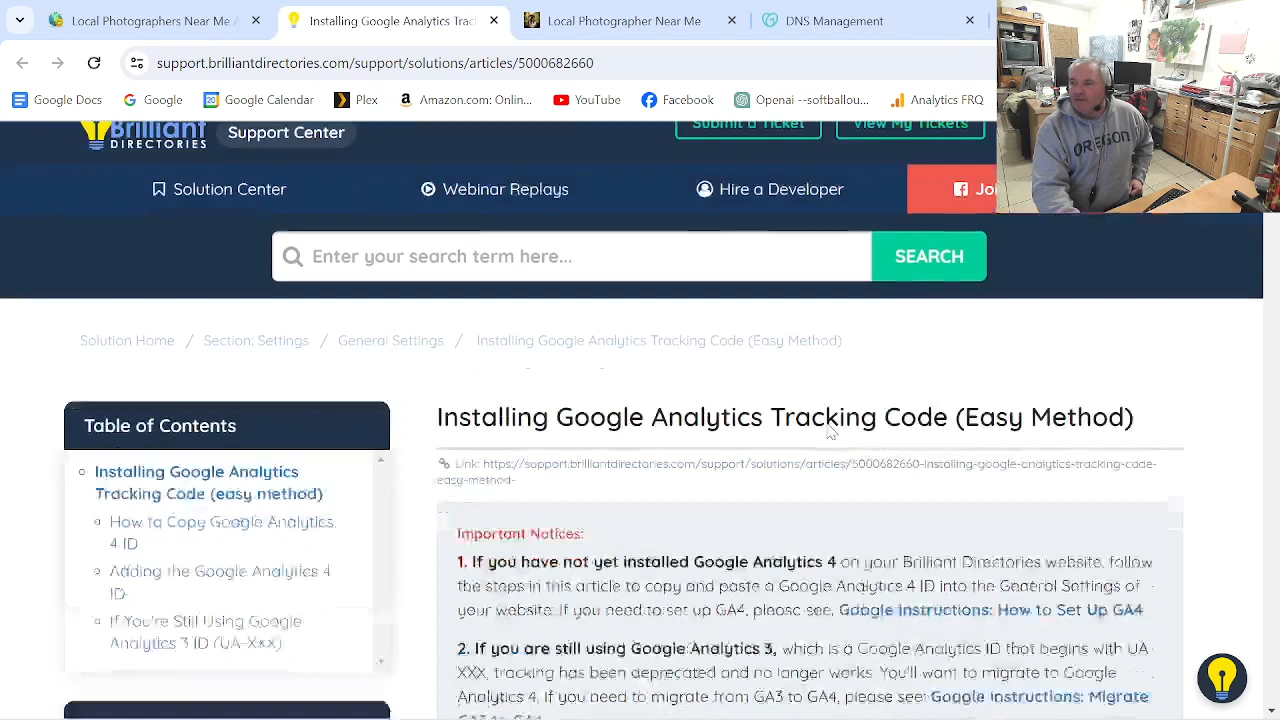 Local Photographers Near Me
Installing Google Analytics Trac
Local Photographer Near Me
DNS Management
support.brilliantdirectories.com/support/solutions/articles/5000682660
Google Docs
Google
Google Calendar
Plex
Amazon.com: Onlin...
YouTube
Facebook
Openai --softballou...
Analytics FRQ
Brilliant
DIRECTORIES
Support Center
Submit a Ticket
View My Tickets
Solution Center
Webinar Replays
Hire a Developer
Joi
Enter your search term here...
SEARCH
Solution Home / Section: Settings / General Settings / Installing Google Analytics Tracking Code (Easy Method)
Table of Contents
Installing Google Analytics
Tracking Code (easy method)
How to Copy Google Analytics
4 ID
Adding the Google Analytics 4
ID
If You're Still Using Google
Analytics 3 ID (UA-Xxx)
Installing Google Analytics Tracking Code (Easy Method)
Link: https://support.brilliantdirectories.com/support/solutions/articles/5000682660-installing-google-analytics-tracking-code-
easy-method-
Important Notices:
1. If you have not yet installed Google Analytics 4 on your Brilliant Directories website, follow
the steps in this article to copy and paste a Google Analytics 4 ID into the General Settings of
your website. If you need to set up GA4, please see, Google Instructions: How to Set Up GA4
2. If you are still using Google Analytics 3, which is a Google Analytics ID that begins with UA
XXx, tracking has been deprecated and no longer works. You'll want to migrate to Google
Analytics 4, if you need to migrate from GA3 to GA4, please see Google Instructions: Migrate
GA3 to GA4
OREGON